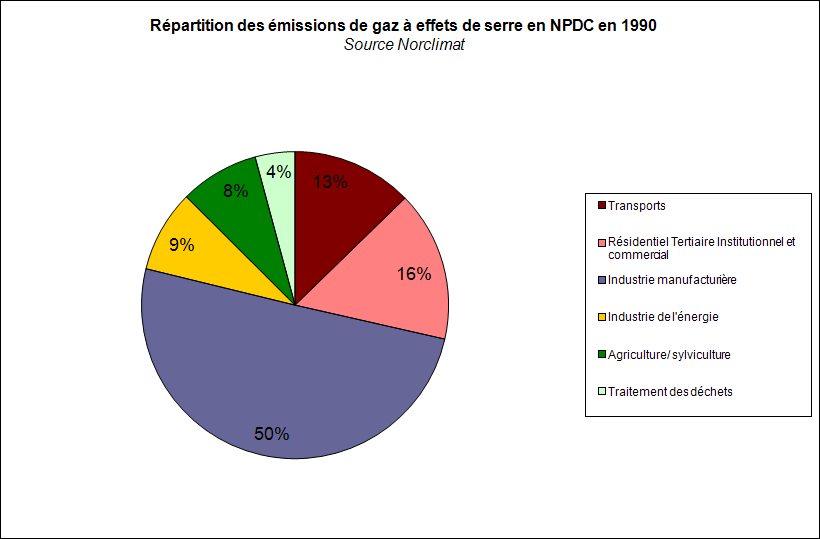 Répartition des émissions de gaz à effets de serre en NPDC en 1990
Source Norclimat
4%
13%
8%
9%
16%
50%
Transports
Résidentiel Tertiaire Institutionnel et
commercial
Industrie manufacturière
Industrie de l'énergie
Agriculture/ sylviculture
Traitement des déchets